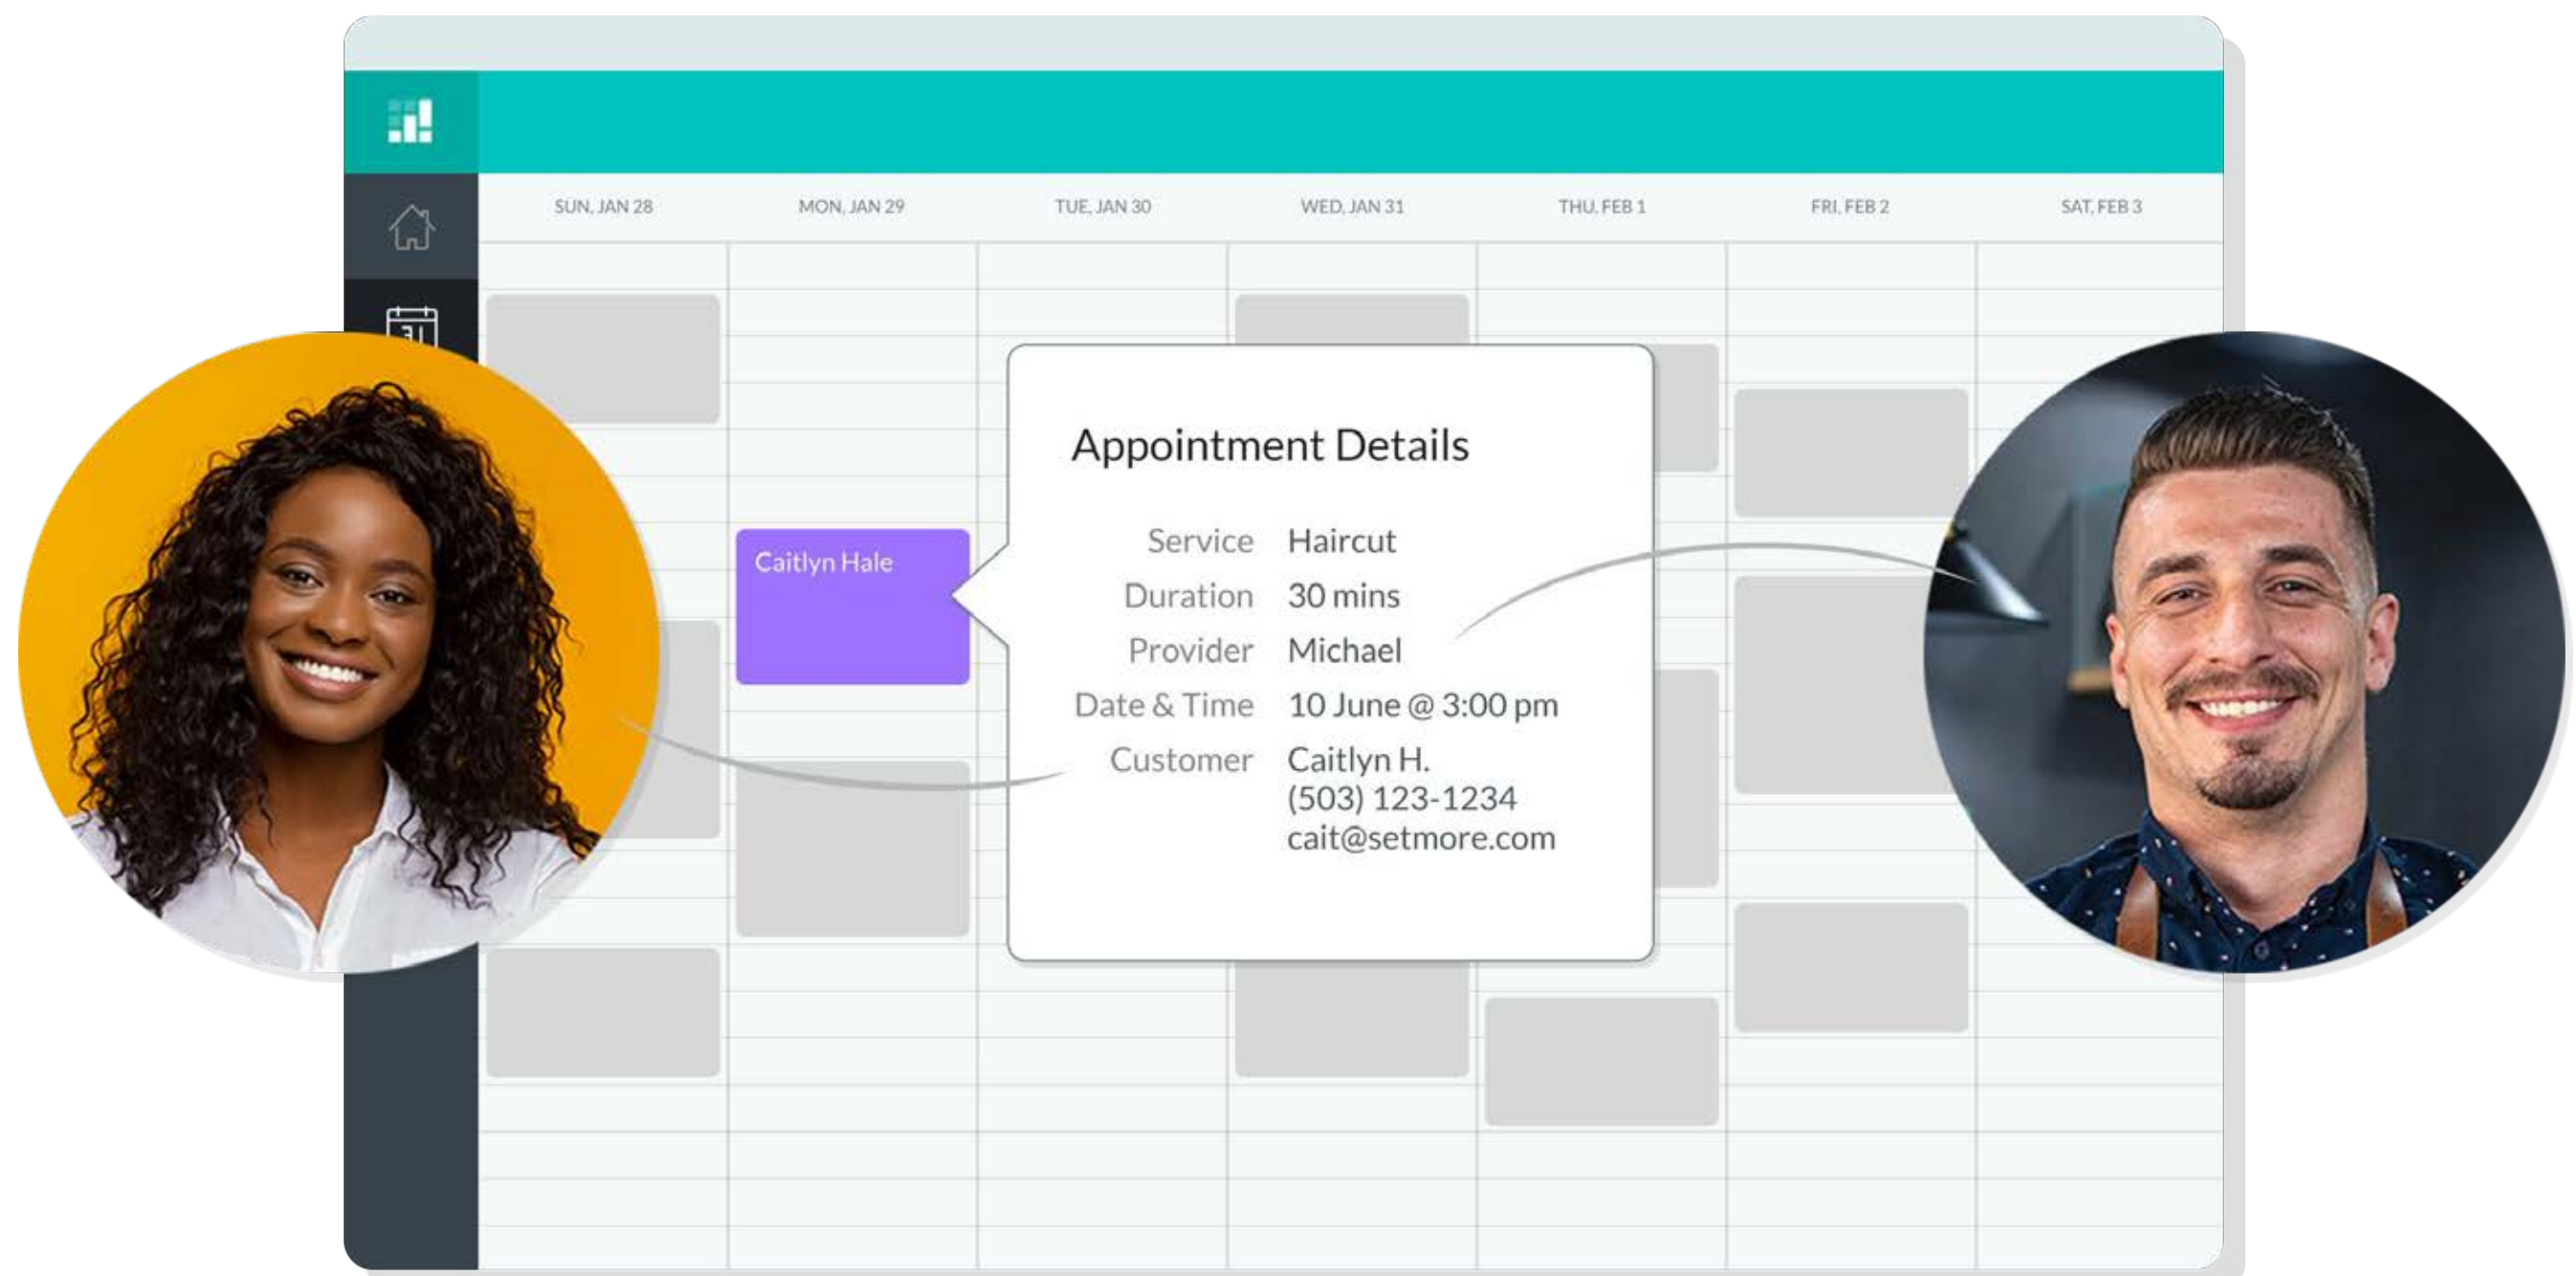 SUN, JAN 28
MON, JAN 29
TUE, JAN 30
WED, JAN 31
THU, FEB 1
FRI, FEB 2
SAT, FEB 3
31
Caitlyn Hale
Appointment Details
Service Haircut
Duration 30 mins
Provider Michael
Date & Time 10 June @ 3:00 pm
Customer Caitlyn H.
(503) 123-1234
cait@setmore.com